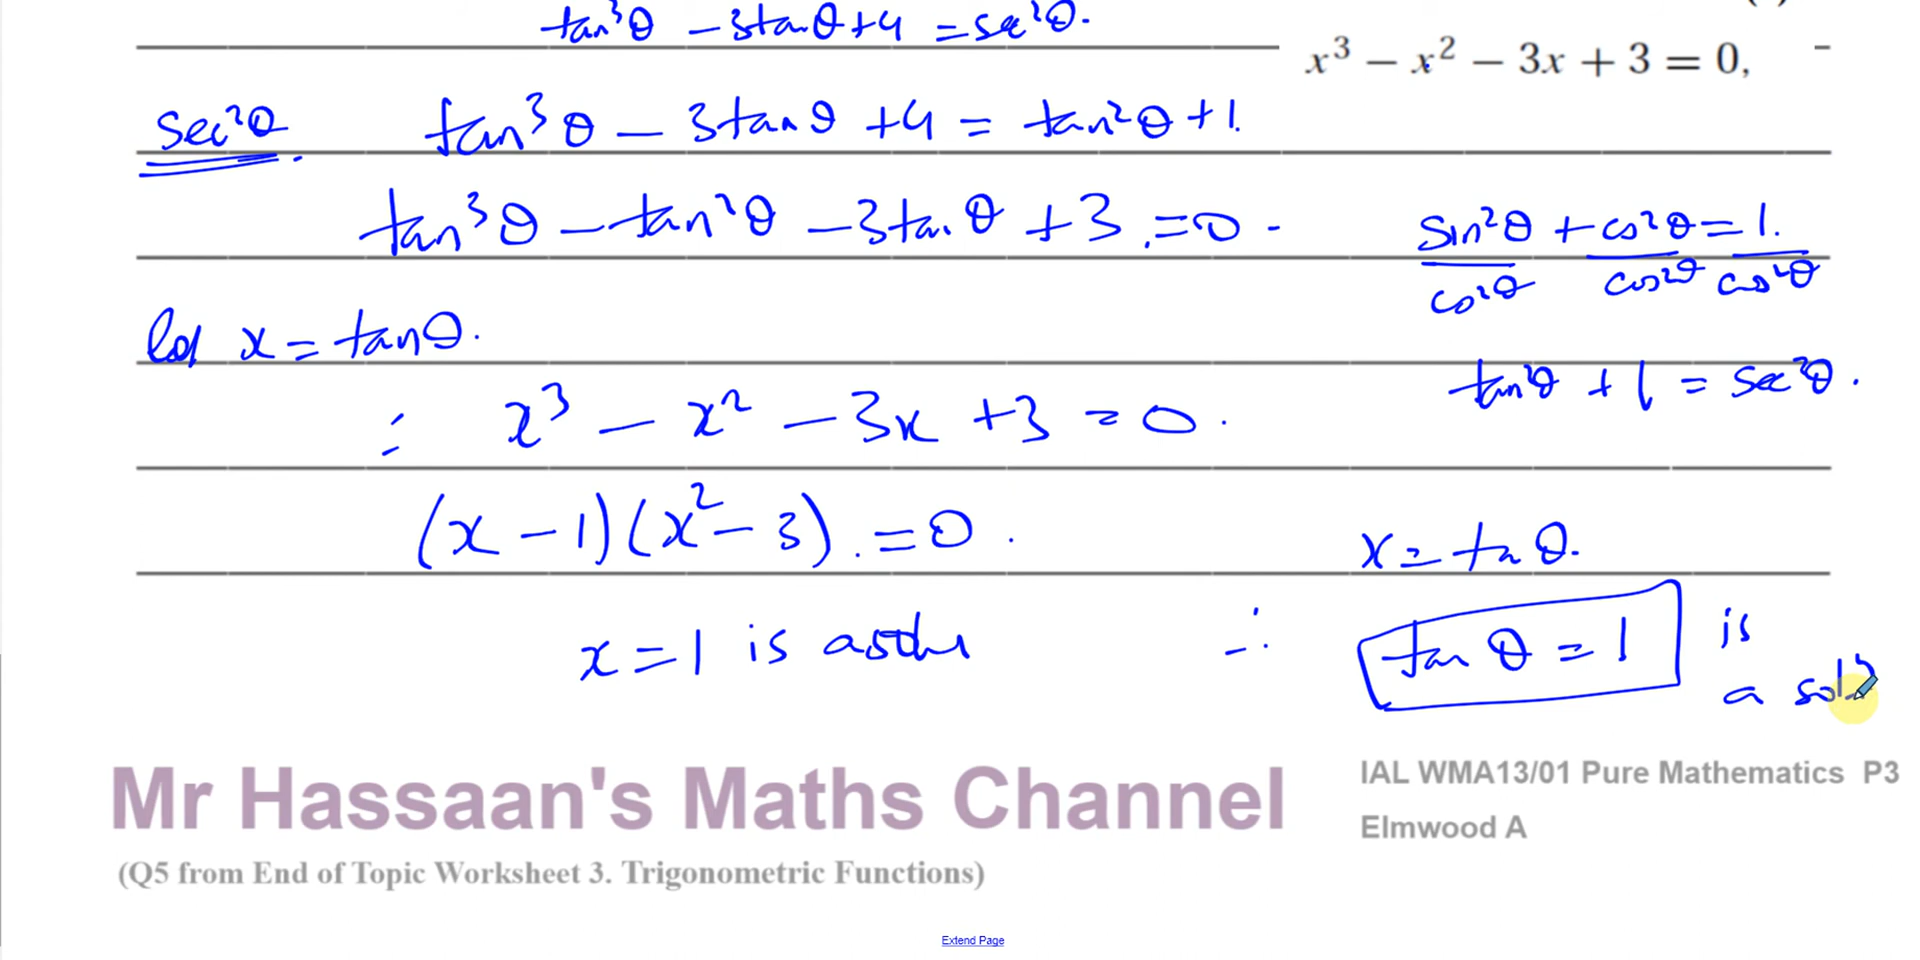 tan³θ – 3tanθ + 4 = sec²θ.
x³ − x² − 3x + 3 = 0,
sec²θ. tan³θ – 3tanθ + 4 = tan²θ + 1.
tan³θ – tan²θ – 3tanθ + 3 = 0.
sin²θ + cos²θ = 1.
cos²θ cos²θ cos²θ
let x = tanθ.
tan²θ + 1 = sec²θ.
x³ – x² – 3x + 3 = 0.
(x – 1)(x² – 3) = 0.
x = tanθ.
x = 1 is a
∴ tanθ = 1 is
a sol
Mr Hassaan's Maths Channel
IAL WMA13/01 Pure Mathematics P3
Elmwood A
(Q5 from End of Topic Worksheet 3. Trigonometric Functions)
Extend Page